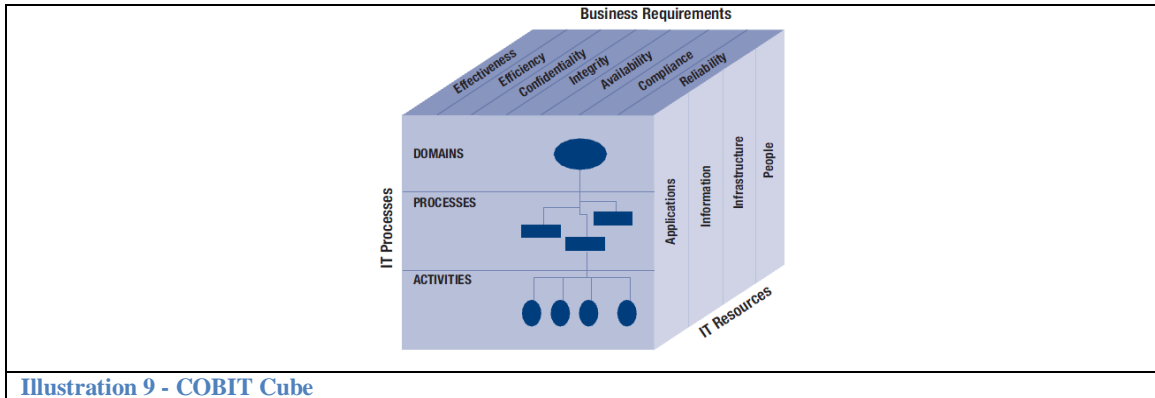 Business Requirements
Effectiveness
Efficiency
Confidentiality
Integrity
Availability
Compliance
Reliability
IT Processes
DOMAINS
PROCESSES
ACTIVITIES
Applications
Information
Infrastructure
People
IT Resources
Illustration 9 - COBIT Cube